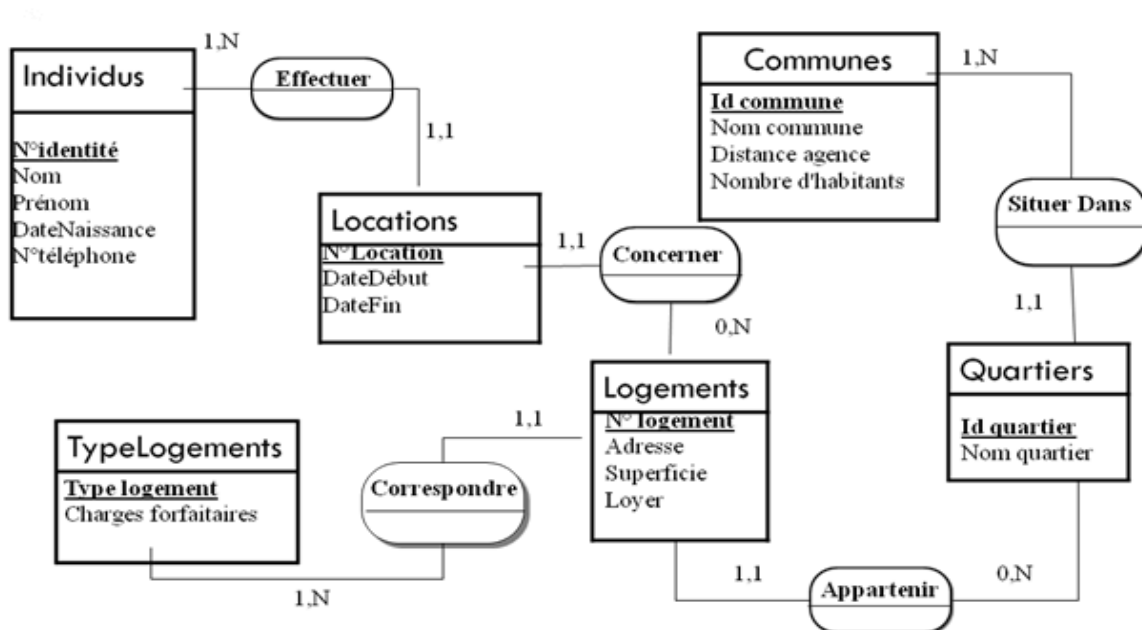 1,N
Individus
N°identité
Nom
Prénom
DateNaissance
N°téléphone
Effectuer
1,1
Locations
N°Location
DateDébut
DateFin
1,1
Concerner
0,N
Communes
Id commune
Nom commune
Distance agence
Nombre d'habitants
1,N
Situer Dans
1,1
Quartiers
Id quartier
Nom quartier
Logements
N° logement
Adresse
Superficie
Loyer
1,1
Correspondre
TypeLogements
Type logement
Charges forfaitaires
1,N
1,1
Appartenir
0,N